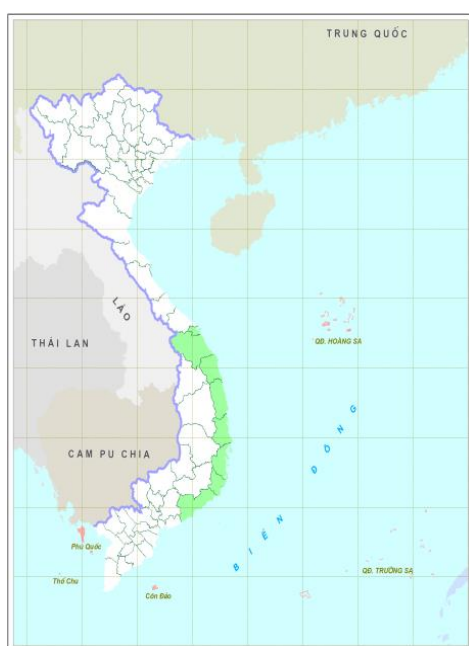 TRUNG QUỐC
LÀO
QĐ. HOÀNG SA
THÁI LAN
BIỂN ĐÔNG
CAM PU CHIA
Phú Quốc
Thổ Chu
Côn Đảo
QĐ. TRƯỜNG SA